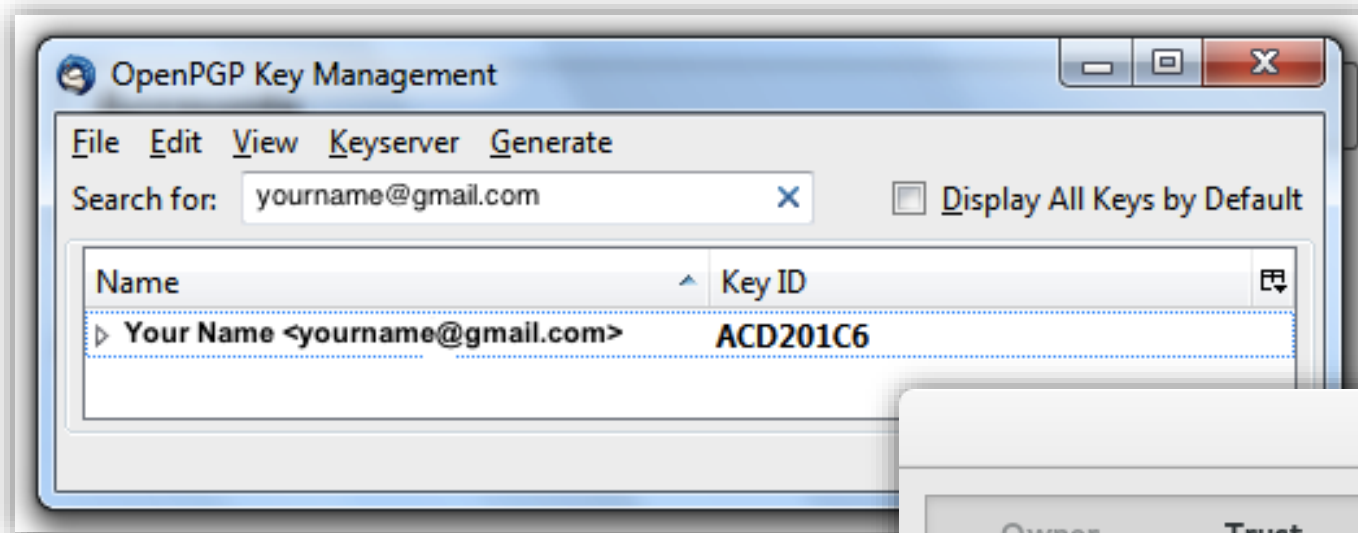 OpenPGP Key Management
File Edit View Keyserver Generate
Search for: yourname@gmail.com Display All Keys by Default
Name Key ID
Your Name <yourname@gmail.com> ACD201C6
Owner Trust